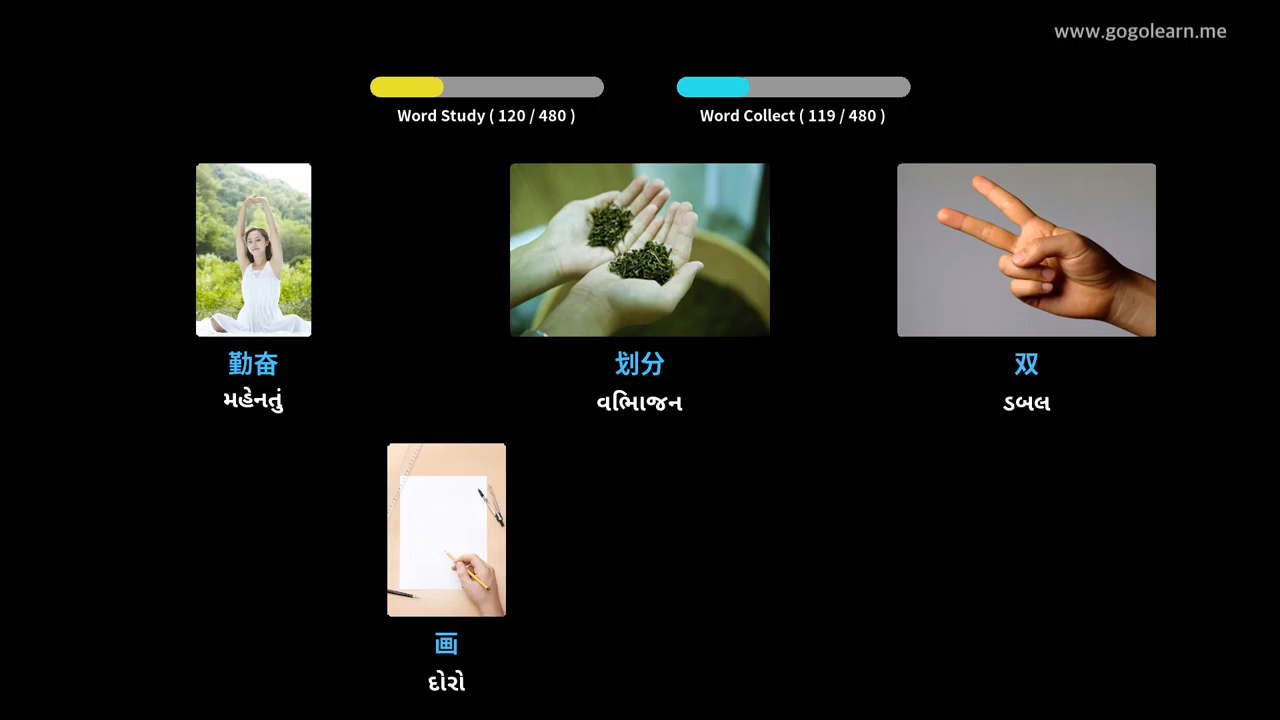 www.gogolearn.me
Word Study ( 120 / 480 )
Word Collect ( 119 / 480 )
勤奋
મહેનતું
划分
વિભાજન
双
ડબલ
画
દોરો